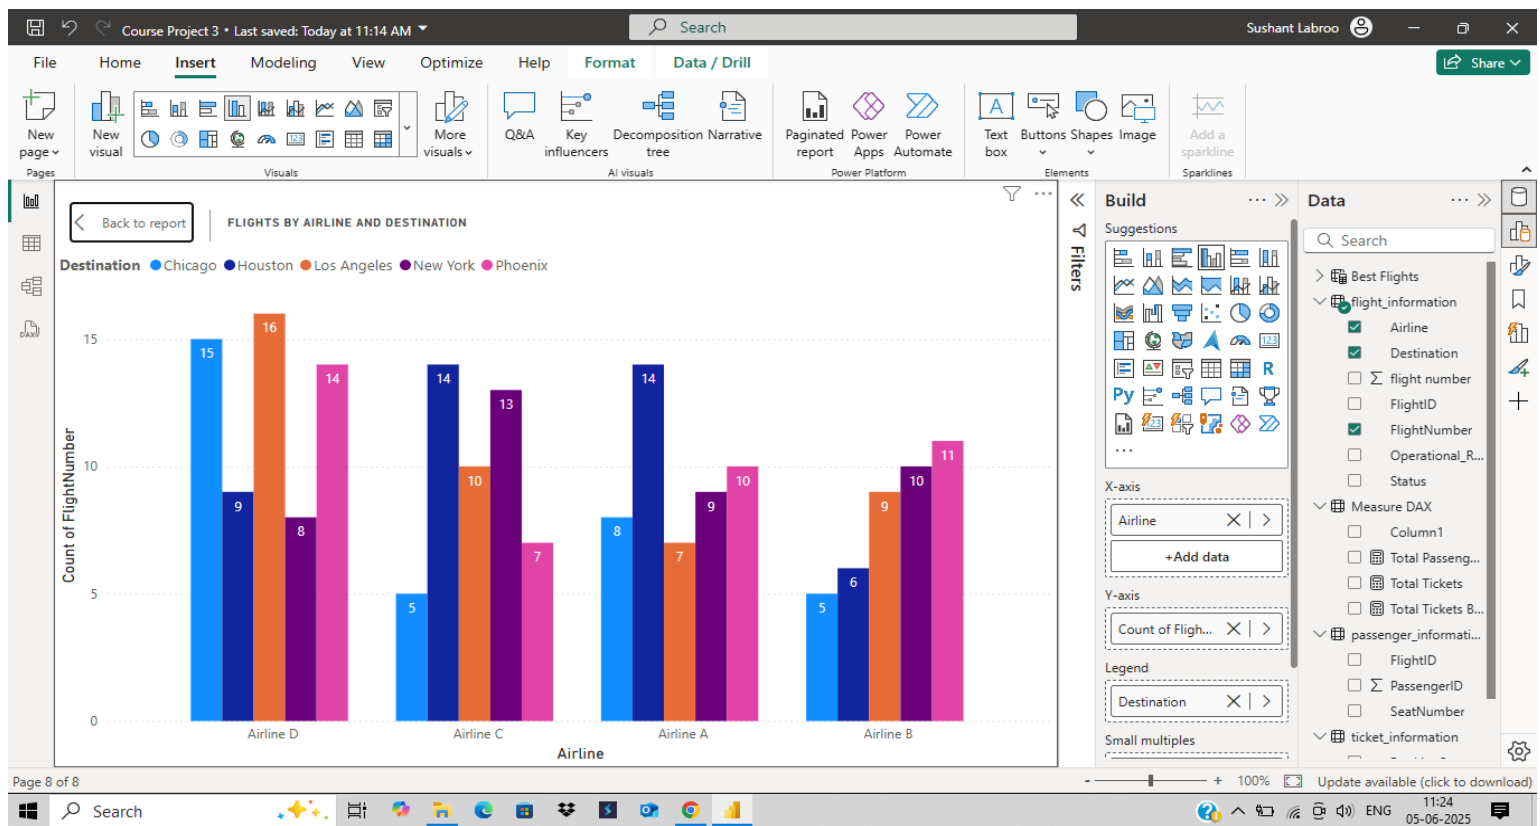 Course Project 3 • Last saved: Today at 11:14 AM
Search
Sushant Labroo
File Home Insert Modeling View Optimize Help Format Data / Drill
Share
New page
New visual
More visuals
Q&A
Key influencers
Decomposition tree
Narrative
Paginated report
Power Apps
Power Automate
Text box
Buttons
Shapes
Image
Add a sparkline
Pages
Visuals
AI visuals
Power Platform
Elements
Sparklines
Back to report
FLIGHTS BY AIRLINE AND DESTINATION
Destination Chicago Houston Los Angeles New York Phoenix
Count of FlightNumber
15
10
5
0
15 9 16 8 14
5 14 10 13 7
8 14 7 9 10
5 6 9 10 11
Airline D Airline C Airline A Airline B
Airline
Filters
Build
Suggestions
123
R
Py
123
X-axis
Airline
+Add data
Y-axis
Count of Fligh...
Legend
Destination
Small multiples
Data
Search
Best Flights
flight_information
Airline
Destination
flight number
FlightID
FlightNumber
Operational_R...
Status
Measure DAX
Column1
Total Passeng...
Total Tickets
Total Tickets B...
passenger_informati...
FlightID
PassengerID
SeatNumber
ticket_information
Page 8 of 8
- + 100%
Update available (click to download)
Search
ENG
11:24
05-06-2025